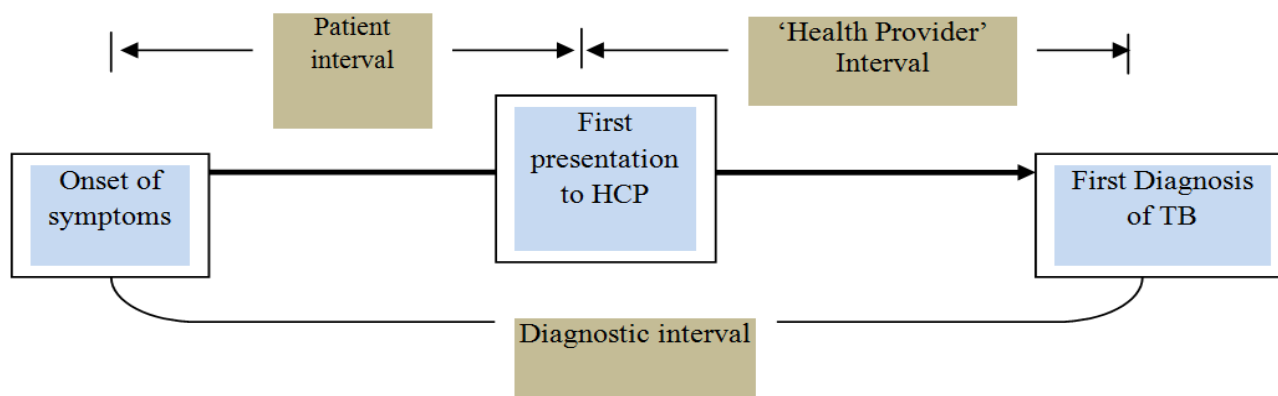 Patient
interval
‘Health Provider’
Interval
First
presentation
to HCP
Onset of
symptoms
First Diagnosis
of TB
Diagnostic interval